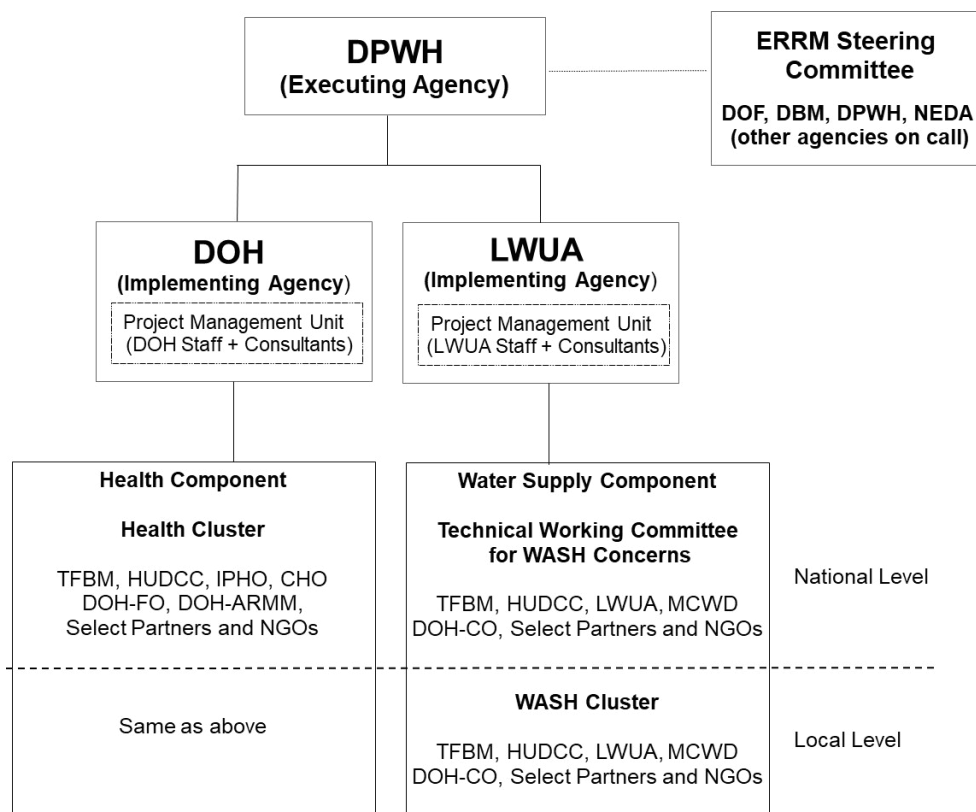 DPWH
(Executing Agency)
ERRM Steering
Committee
DOF, DBM, DPWH, NEDA
(other agencies on call)
DOH
(Implementing Agency)
Project Management Unit
(DOH Staff + Consultants)
LWUA
(Implementing Agency)
Project Management Unit
(LWUA Staff + Consultants)
Health Component
Health Cluster
TFBM, HUDCC, IPHO, CHO
DOH-FO, DOH-ARMM,
Select Partners and NGOs
Water Supply Component
Technical Working Committee
for WASH Concerns
TFBM, HUDCC, LWUA, MCWD
DOH-CO, Select Partners and NGOs
National Level
Same as above
WASH Cluster
TFBM, HUDCC, LWUA, MCWD
DOH-CO, Select Partners and NGOs
Local Level